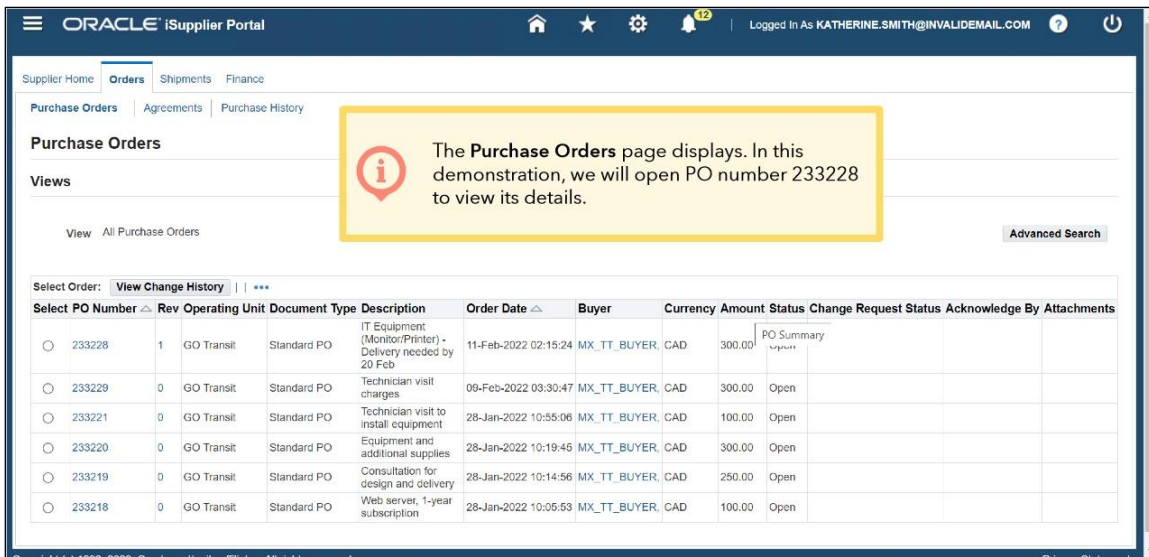 ORACLE iSupplier Portal
12
Logged In As KATHERINE.SMITH@INVALIDEMAIL.COM
?
Supplier Home Orders Shipments Finance
Purchase Orders Agreements Purchase History
Purchase Orders
Views
i
The Purchase Orders page displays. In this
demonstration, we will open PO number 233228
to view its details.
View All Purchase Orders
Advanced Search
Select Order: View Change History | | •••
Select PO Number Rev Operating Unit Document Type Description Order Date Buyer Currency Amount Status Change Request Status Acknowledge By Attachments
PO Summary
233228 1 GO Transit Standard PO IT Equipment (Monitor/Printer) - Delivery needed by 20 Feb 11-Feb-2022 02:15:24 MX_TT_BUYER, CAD 300.00
233229 0 GO Transit Standard PO Technician visit charges 09-Feb-2022 03:30:47 MX_TT_BUYER, CAD 300.00 Open
233221 0 GO Transit Standard PO Technician visit to install equipment 28-Jan-2022 10:55:06 MX_TT_BUYER, CAD 100.00 Open
233220 0 GO Transit Standard PO Equipment and additional supplies 28-Jan-2022 10:19:45 MX_TT_BUYER, CAD 300.00 Open
233219 0 GO Transit Standard PO Consultation for design and delivery 28-Jan-2022 10:14:56 MX_TT_BUYER, CAD 250.00 Open
233218 0 GO Transit Standard PO Web server, 1-year subscription 28-Jan-2022 10:05:53 MX_TT_BUYER, CAD 100.00 Open